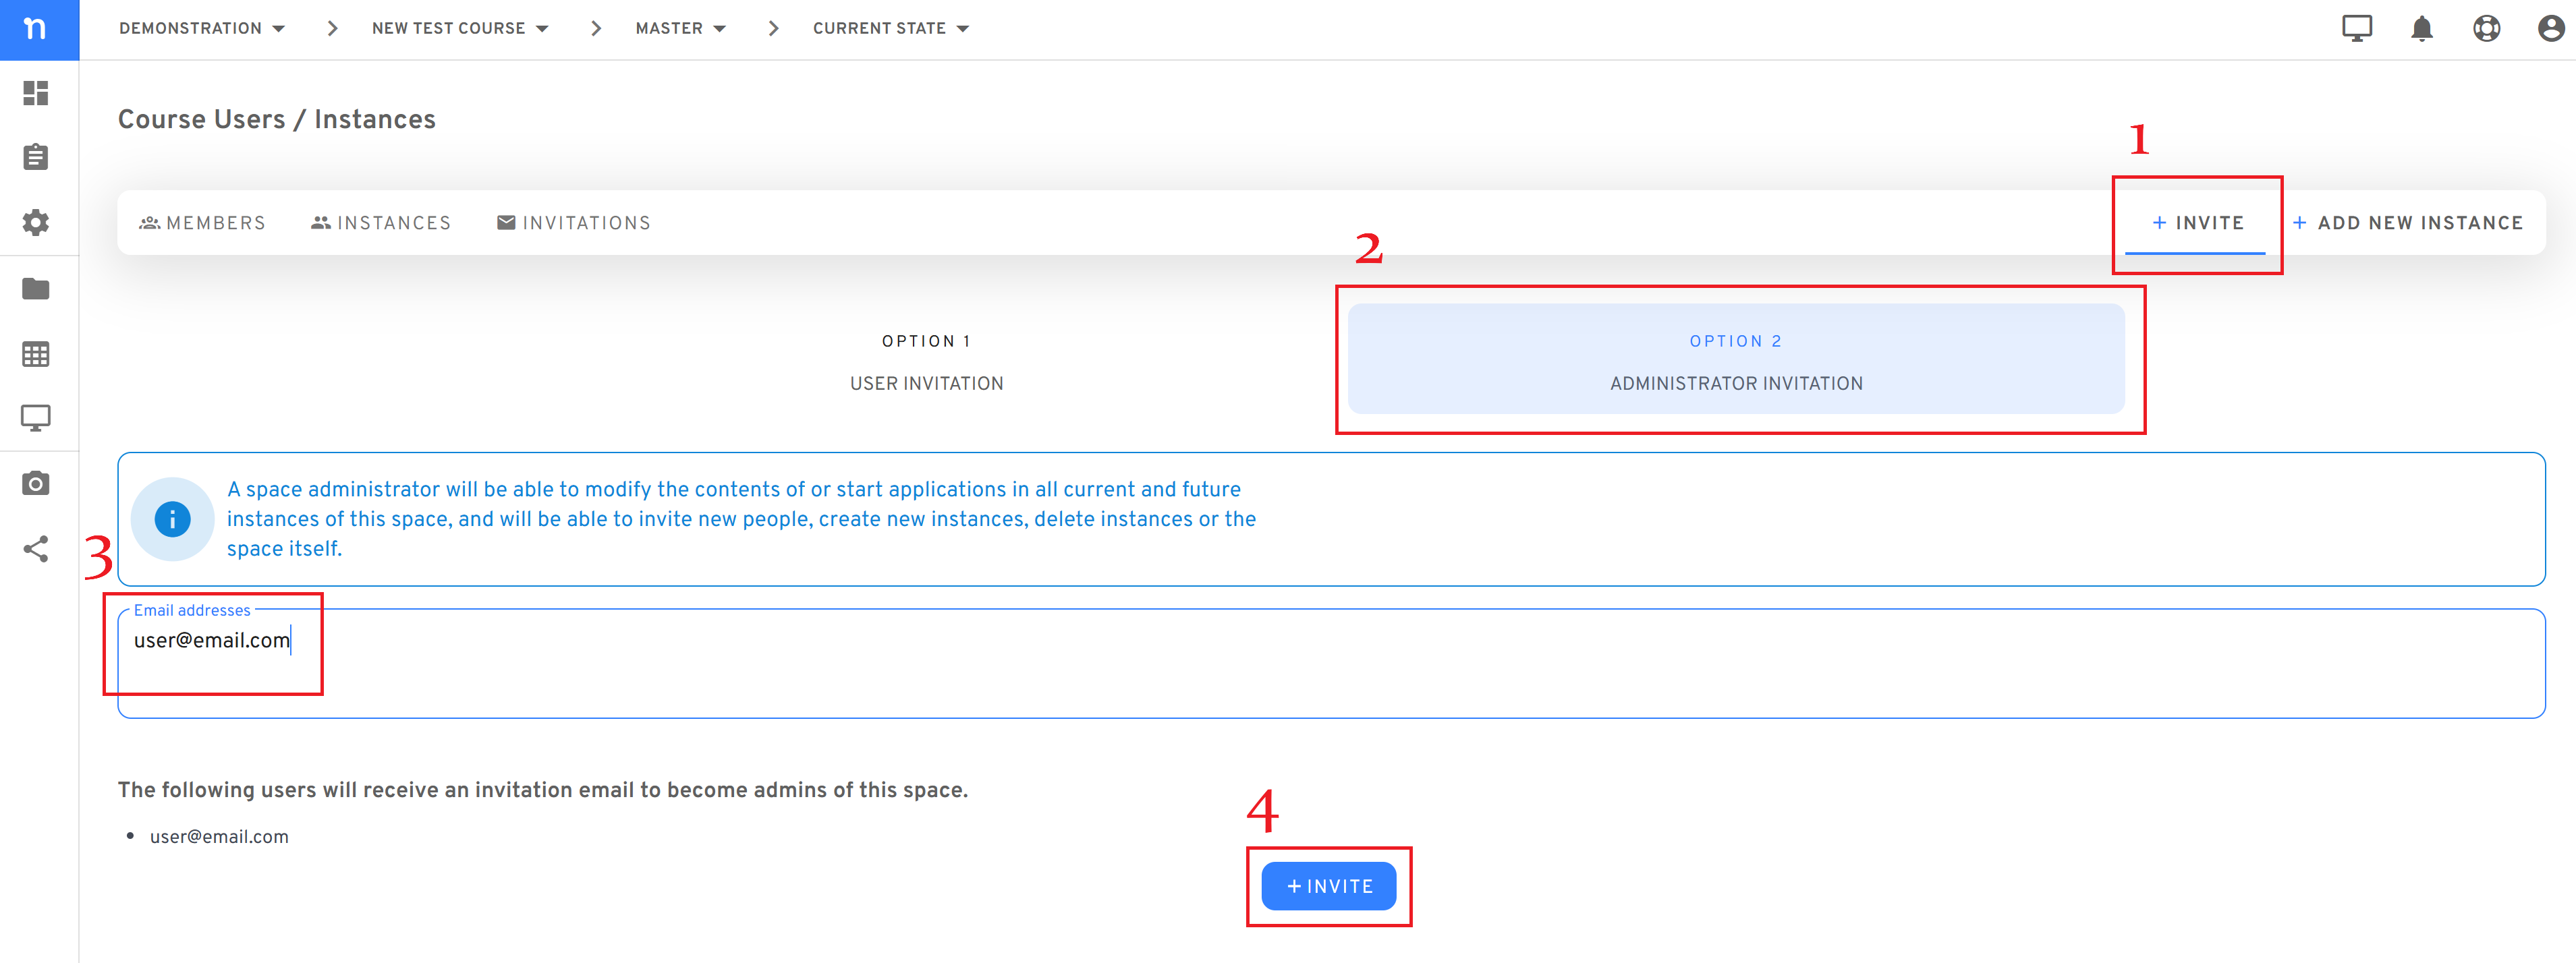 n
DEMONSTRATION
NEW TEST COURSE
MASTER
CURRENT STATE
Course Users / Instances
1
MEMBERS
INSTANCES
INVITATIONS
+ INVITE
+ ADD NEW INSTANCE
2
OPTION 1
USER INVITATION
OPTION 2
ADMINISTRATOR INVITATION
A space administrator will be able to modify the contents of or start applications in all current and future
instances of this space, and will be able to invite new people, create new instances, delete instances or the
space itself.
3
Email addresses
user@email.com
The following users will receive an invitation email to become admins of this space.
• user@email.com
4
+ INVITE